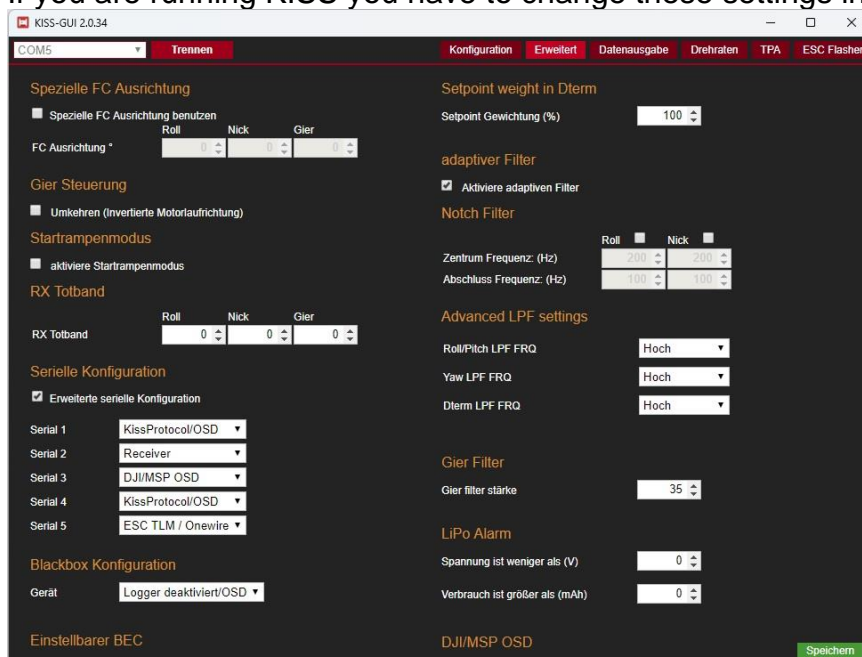 If you are running KISS you have to change these settings in
KISS-GUI 2.0.34
COM5
Trennen
Konfiguration
Erweitert
Datenausgabe
Drehraten
TPA
ESC Flasher
Spezielle FC Ausrichtung
Spezielle FC Ausrichtung benutzen
Roll Nick Gier
FC Ausrichtung ° 0 0 0
Gier Steuerung
Umkehren (Invertierte Motorlaufrichtung)
Startrampenmodus
aktiviere Startrampenmodus
RX Totband
Roll Nick Gier
RX Totband 0 0 0
Serielle Konfiguration
Erweiterte serielle Konfiguration
Serial 1 KissProtocol/OSD
Serial 2 Receiver
Serial 3 DJI/MSP OSD
Serial 4 KissProtocol/OSD
Serial 5 ESC TLM / Onewire
Blackbox Konfiguration
Gerät Logger deaktiviert/OSD
Einstellbarer BEC
Setpoint weight in Dterm
Setpoint Gewichtung (%) 100
adaptiver Filter
Aktiviere adaptiven Filter
Notch Filter
Roll Nick
Zentrum Frequenz: (Hz) 200 200
Abschluss Frequenz: (Hz) 100 100
Advanced LPF settings
Roll/Pitch LPF FRQ Hoch
Yaw LPF FRQ Hoch
Dterm LPF FRQ Hoch
Gier Filter
Gier filter stärke 35
LiPo Alarm
Spannung ist weniger als (V) 0
Verbrauch ist größer als (mAh) 0
DJI/MSP OSD
Speichern